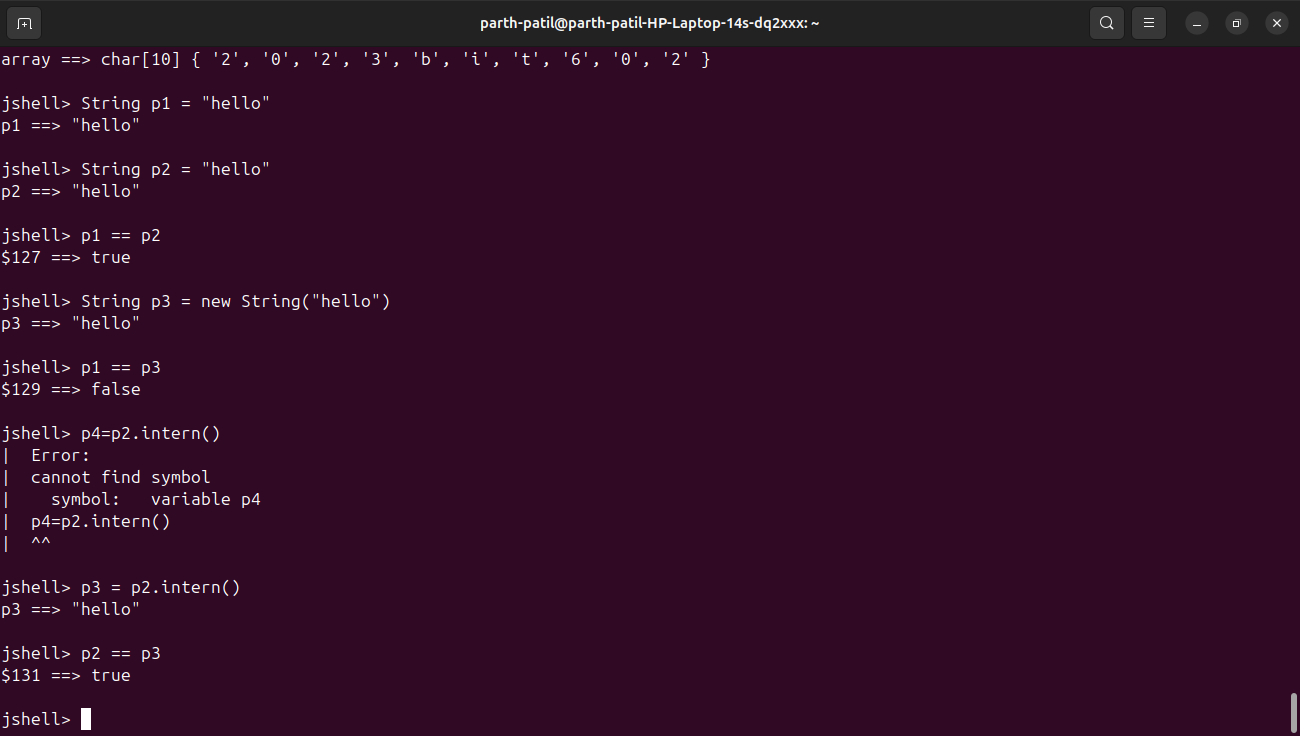 parth-patil@parth-patil-HP-Laptop-14s-dq2xxx: ~
array ==> char[10] { '2', '0', '2', '3', 'b', 'i', 't', '6', '0', '2' }
jshell> String p1 = "hello"
p1 ==> "hello"
jshell> String p2 = "hello"
p2 ==> "hello"
jshell> p1 == p2
$127 ==> true
jshell> String p3 = new String("hello")
p3 ==> "hello"
jshell> p1 == p3
$129 ==> false
jshell> p4=p2.intern()
|  Error:
|  cannot find symbol
|    symbol:   variable p4
|  p4=p2.intern()
|  ^^
jshell> p3 = p2.intern()
p3 ==> "hello"
jshell> p2 == p3
$131 ==> true
jshell>